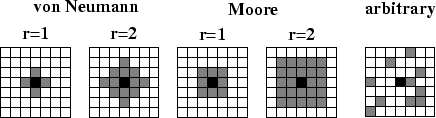 von Neumann Moore arbitrary
r=1 r=2 r=1 r=2